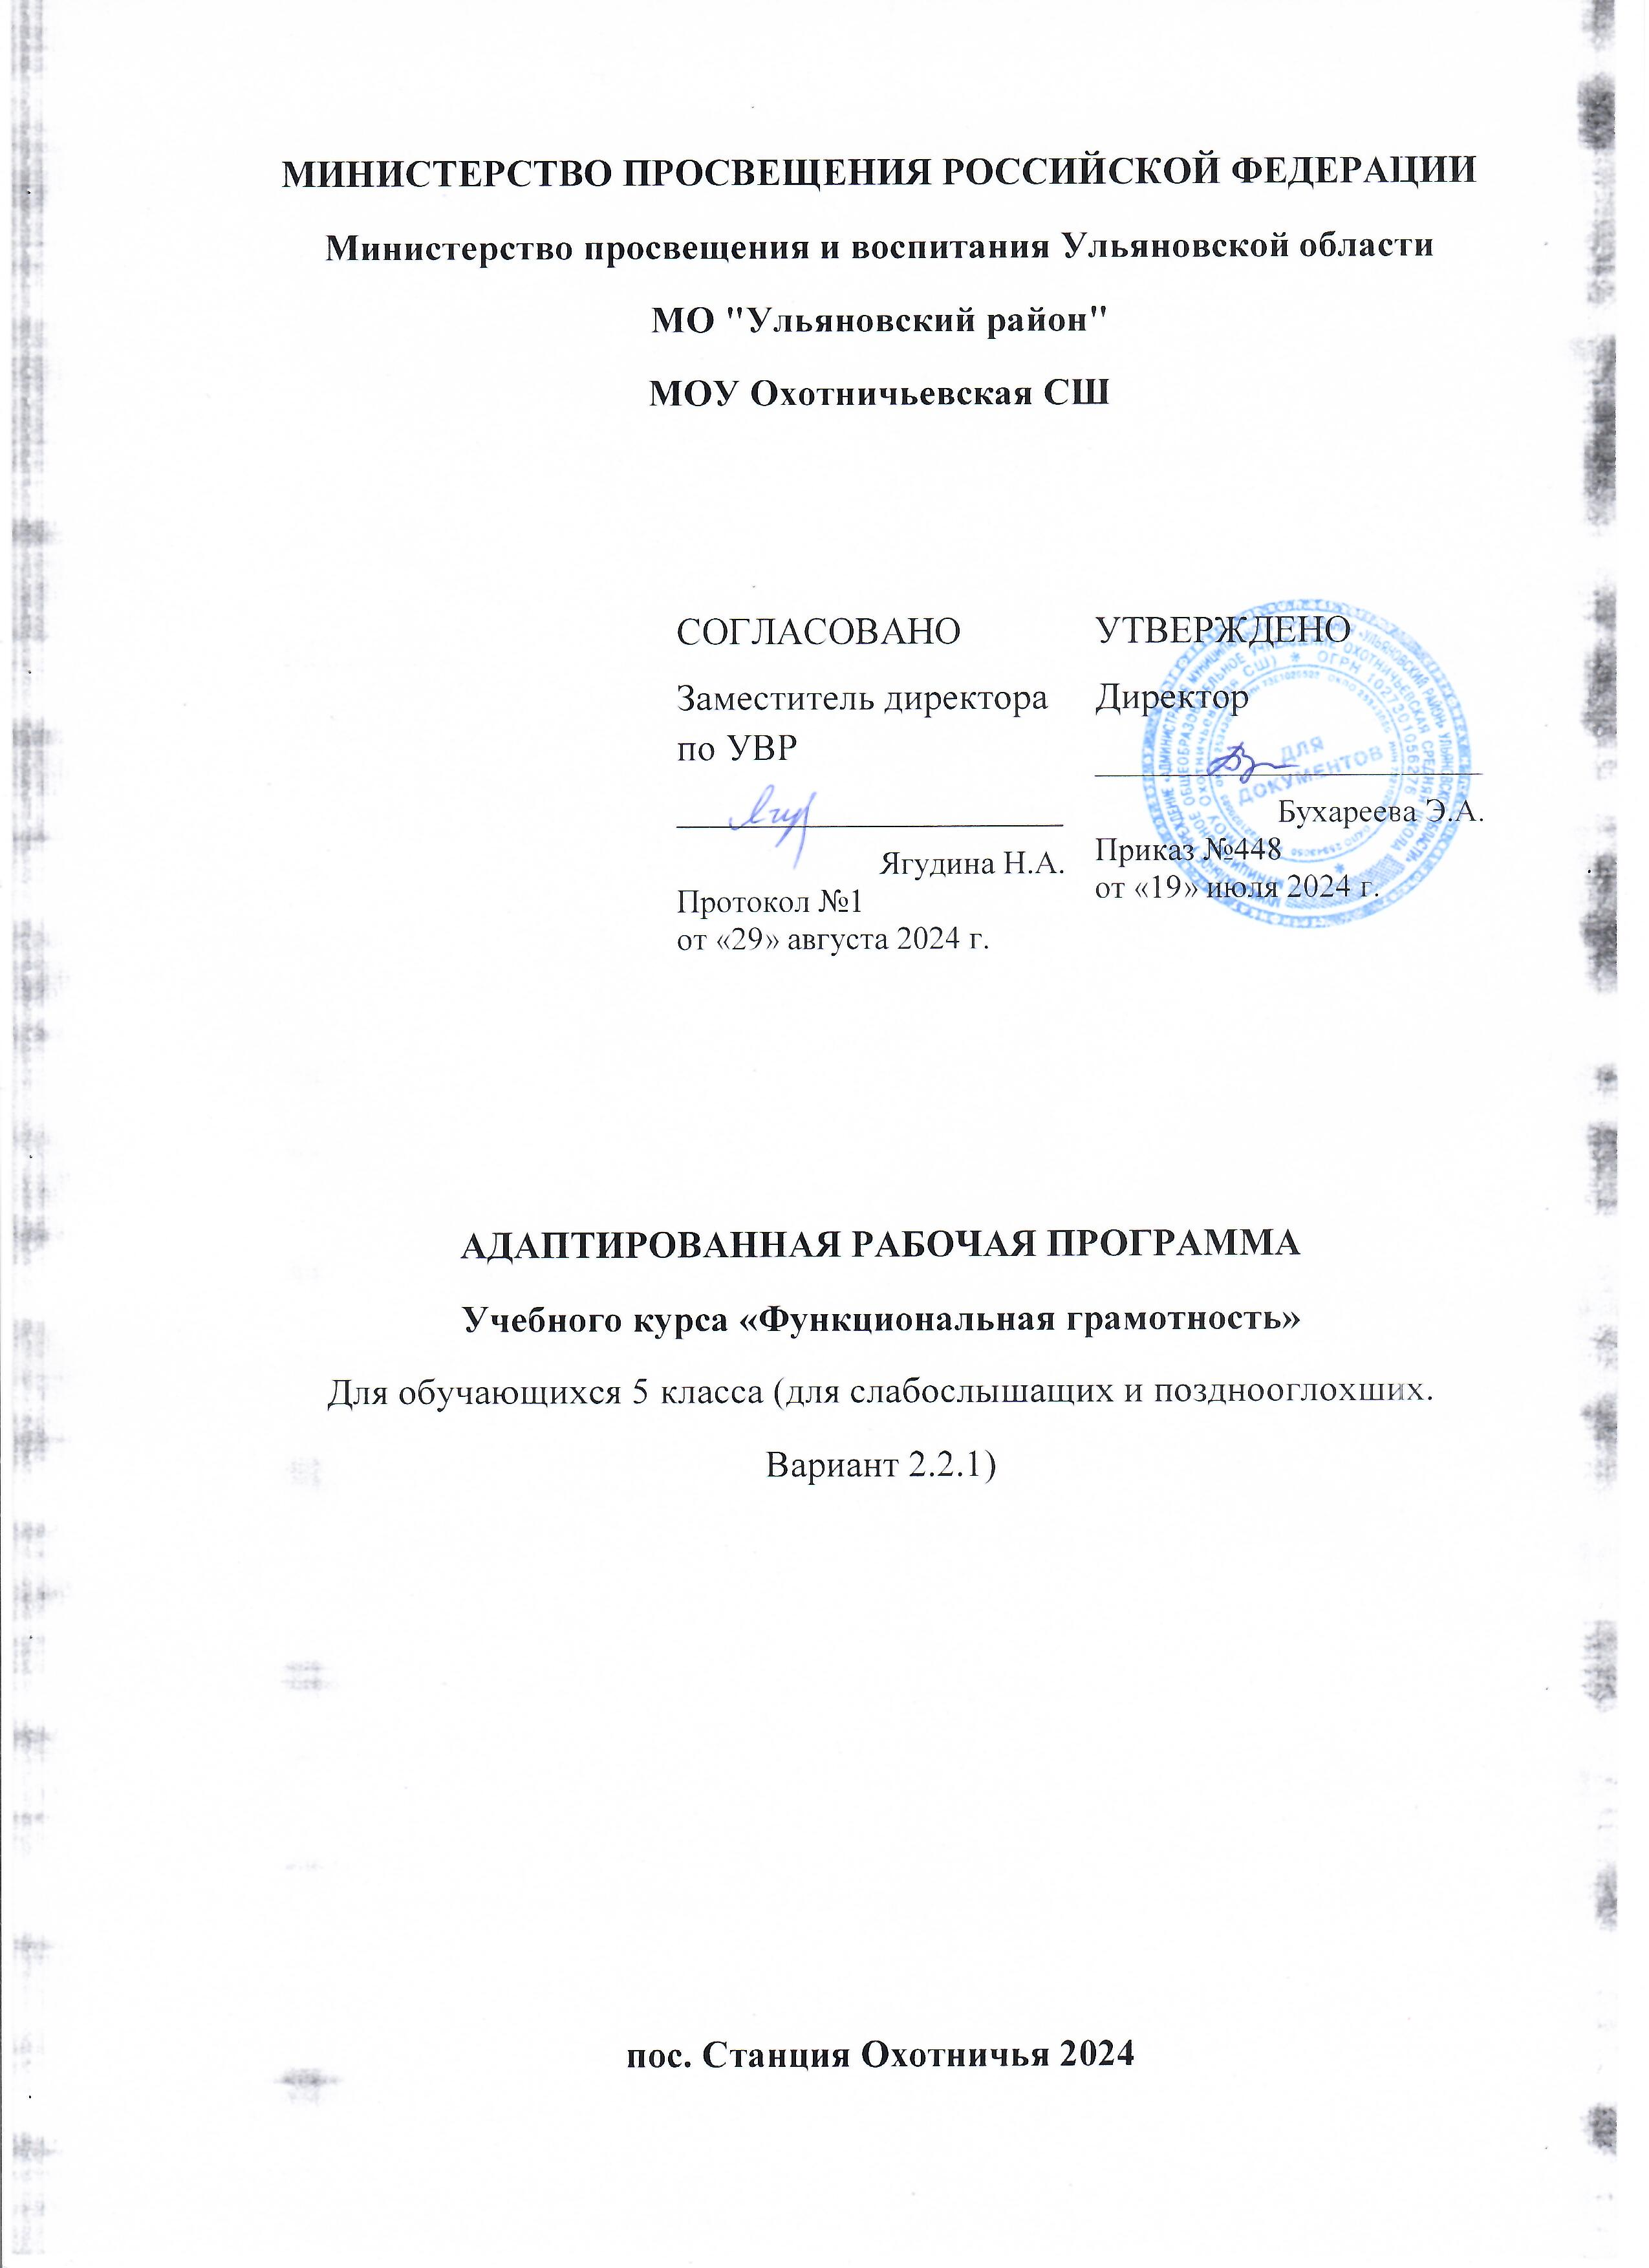 МИНИСТЕРСТВО ПРОСВЕЩЕНИЯ РОССИЙСКОЙ ФЕДЕРАЦИИ
Министерство просвещения и воспитания Ульяновской области
МО "Ульяновский район"
МОУ Охотничьевская СШ
СОГЛАСОВАНО
Заместитель директора
по УВР
Ягудина Н.А.
Протокол №1
от «29» августа 2024 г.
УТВЕРЖДЕНО
Директор
Бухареева Э.А.
Приказ №448
от «19» июля 2024 г.
ДЛЯ
ДОКУМЕНТОВ
АДАПТИРОВАННАЯ РАБОЧАЯ ПРОГРАММА
Учебного курса «Функциональная грамотность»
Для обучающихся 5 класса (для слабослышащих и позднооглохших.
Вариант 2.2.1)
пос. Станция Охотничья 2024